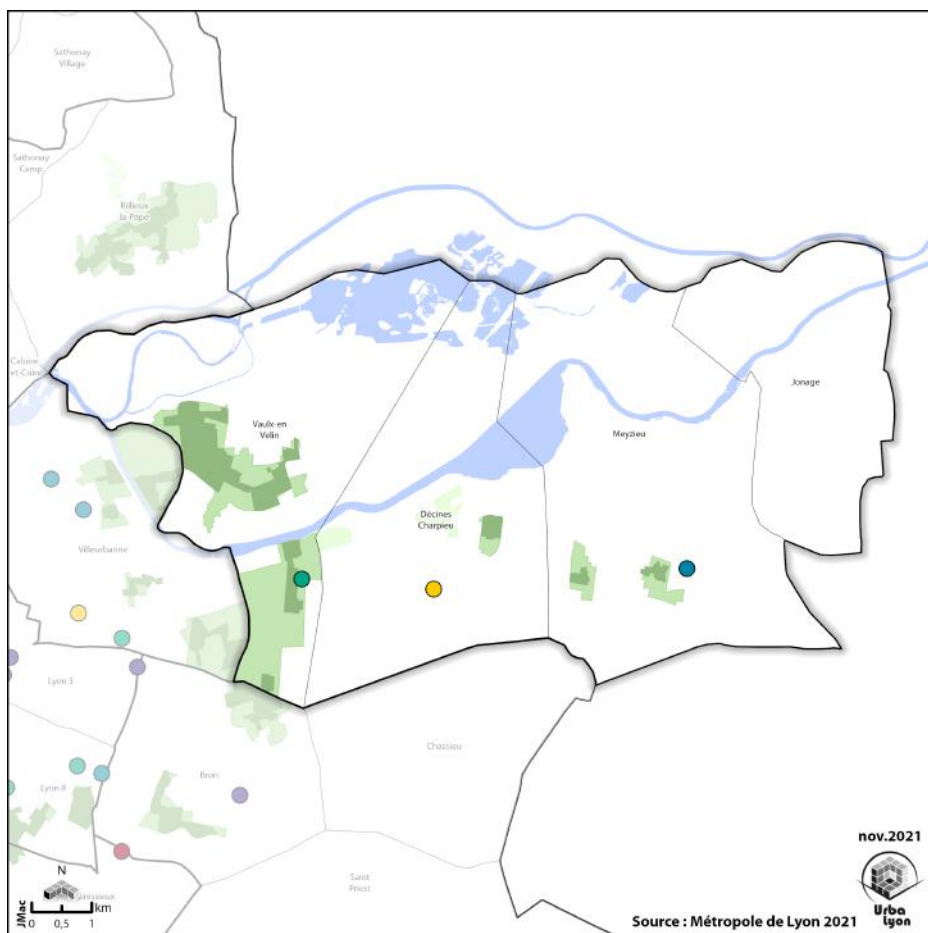 Sathonay
Village
Sathonay
Camp
Rillieux
la-Pape
Caluire
et-Cuire
Vaulx-en
Velin
Jonage
Meyzieu
Décines
Charpieu
Villeurbanne
Lyon 3
Chassieu
Bron
Lyon 8
Saint
Priest
nov.2021
N
km
0 0,5 1
JMac
Source : Métropole de Lyon 2021
Urba
Lyon